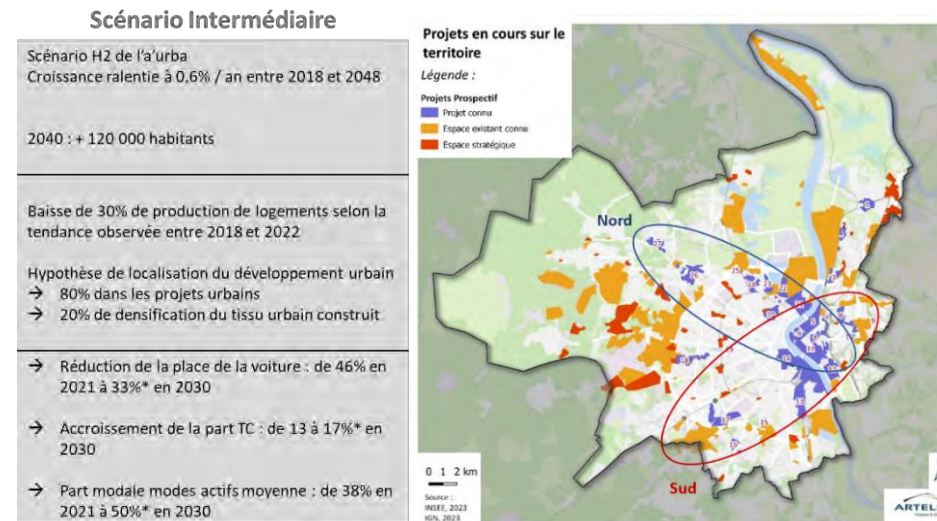 Scénario Intermédiaire
Scénario H2 de l'a'urba
Croissance ralentie à 0,6% / an entre 2018 et 2048
2040 : + 120 000 habitants
Baisse de 30% de production de logements selon la
tendance observée entre 2018 et 2022
Hypothèse de localisation du développement urbain
→ 80% dans les projets urbains
→ 20% de densification du tissu urbain construit
→ Réduction de la place de la voiture : de 46% en
2021 à 33%* en 2030
→ Accroissement de la part TC : de 13 à 17%* en
2030
→ Part modale modes actifs moyenne : de 38% en
2021 à 50%* en 2030
Projets en cours sur le
territoire
Légende :
Projets Prospectif
Projet connu
Espace existant connu
Espace stratégique
Nord
Sud
0 1 2 km
Source :
INSEE, 2023
IGN, 2023
ARTEL